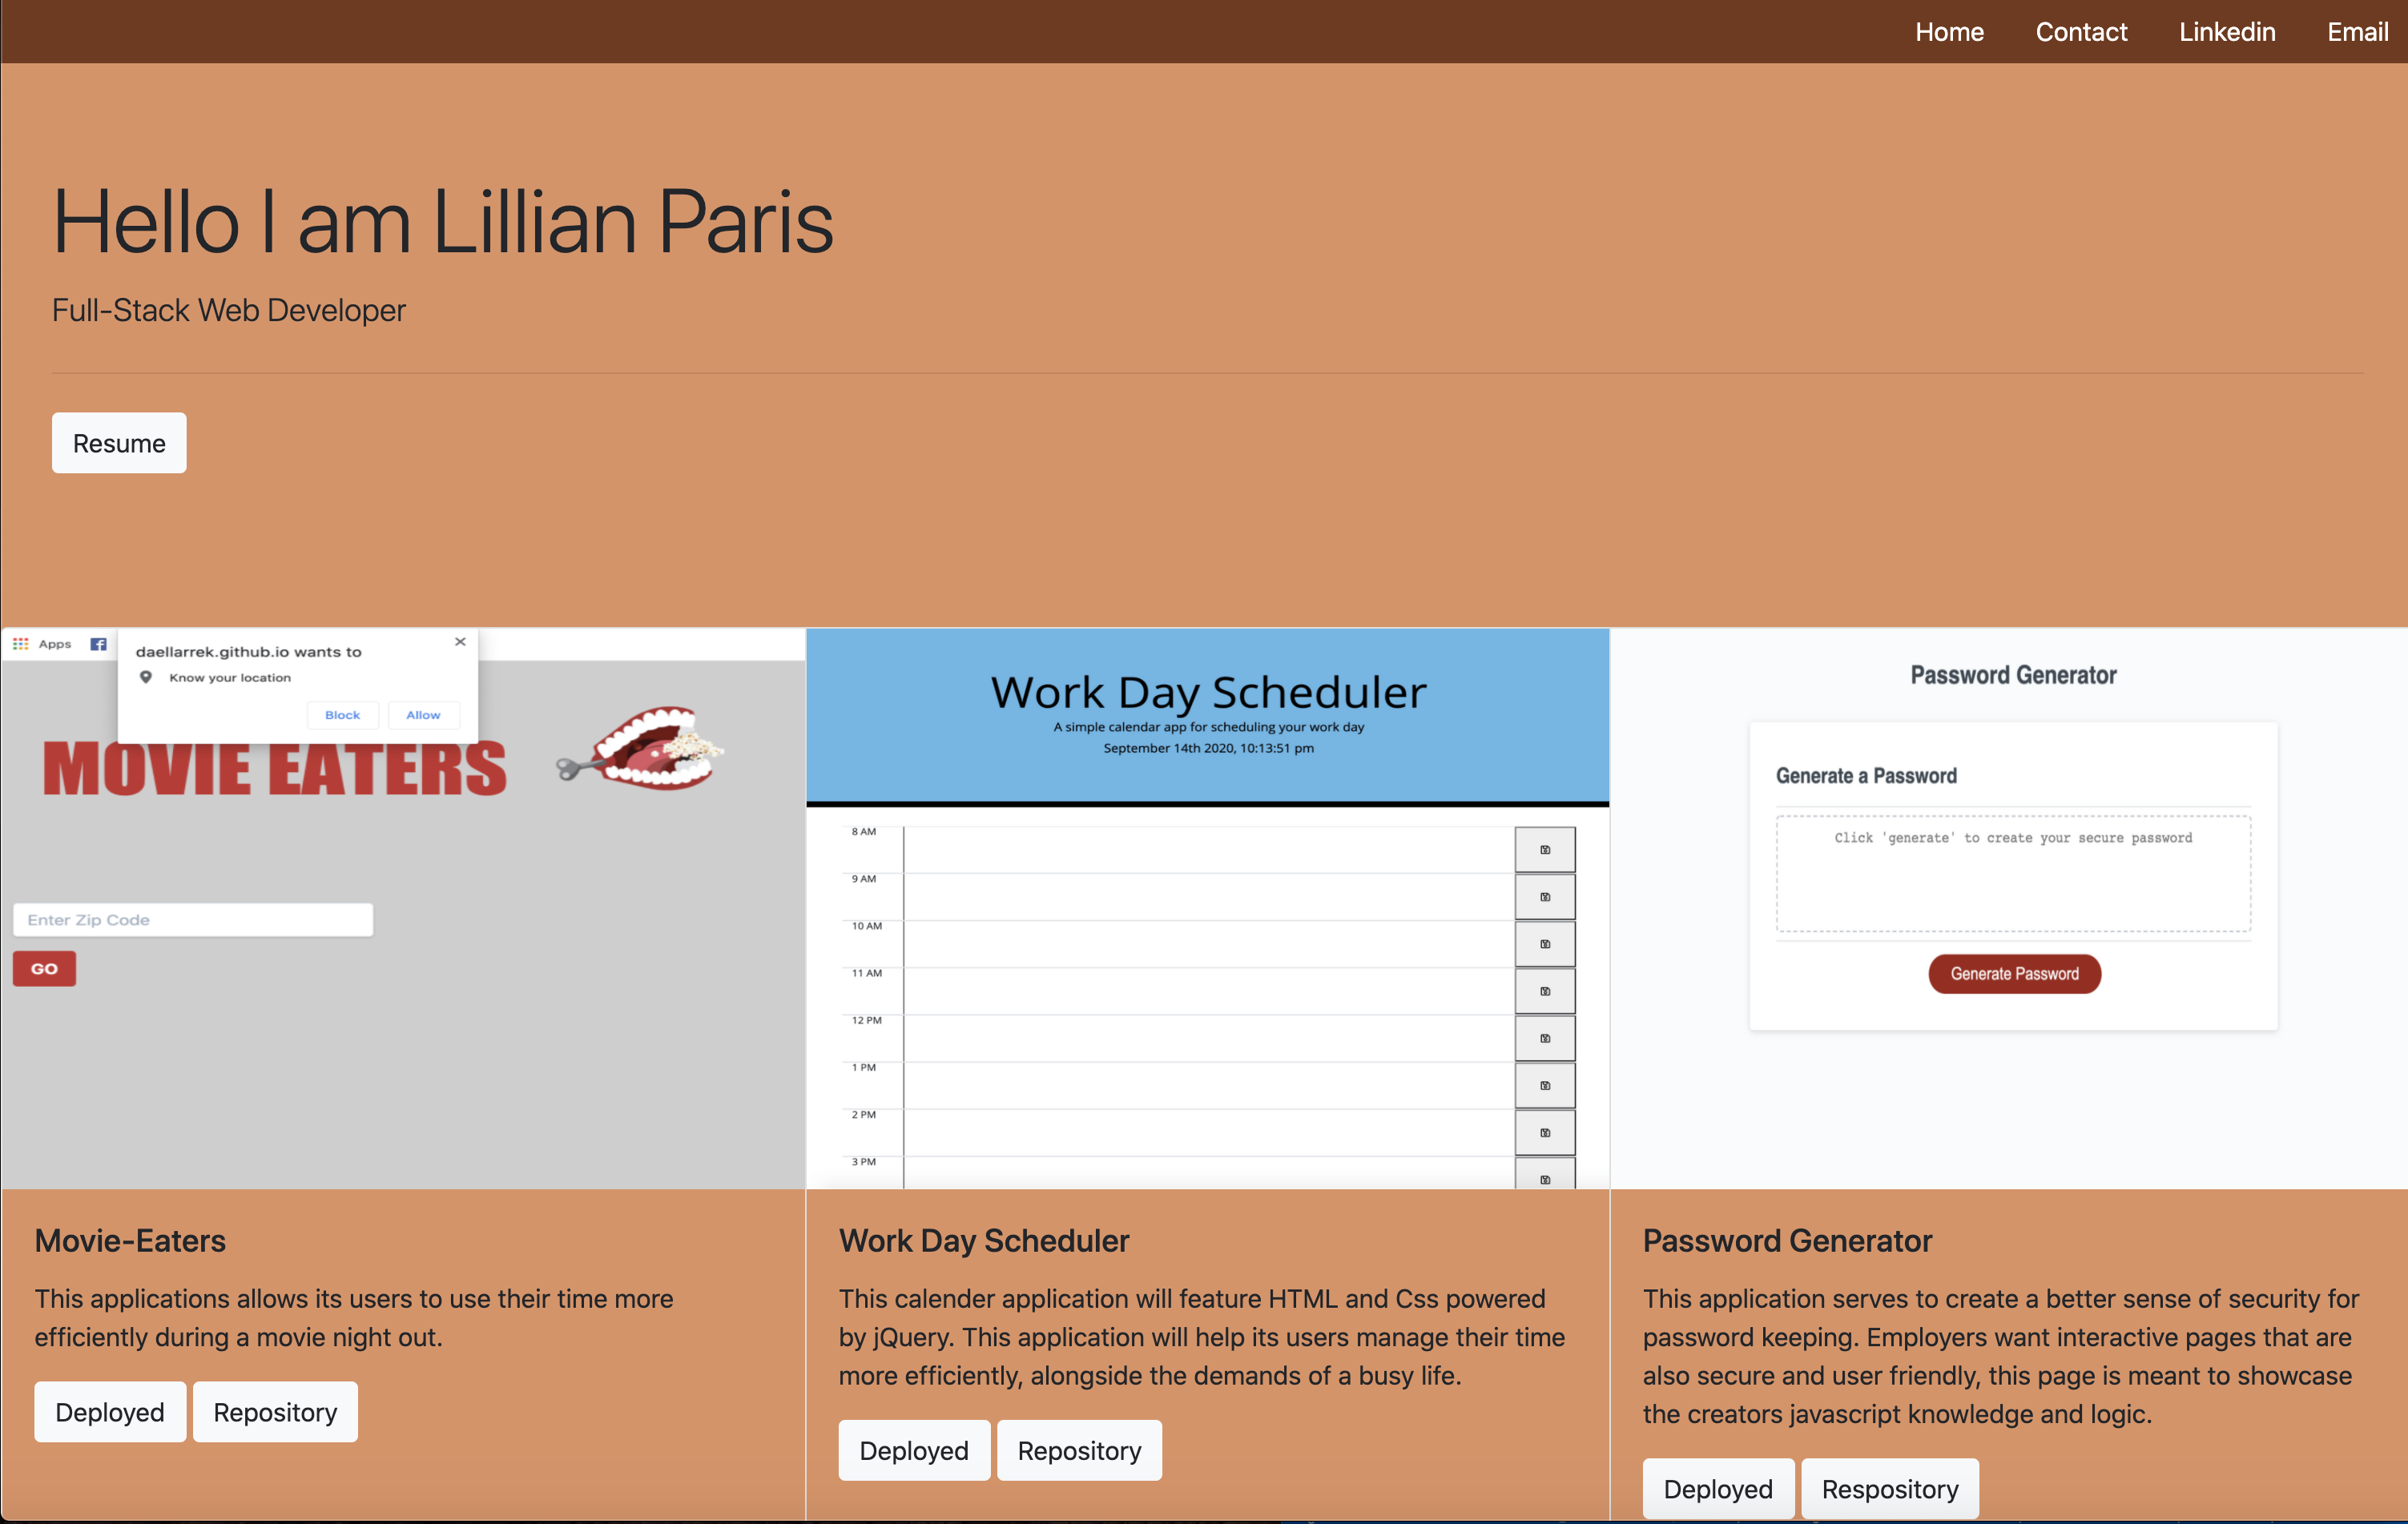 Home Contact Linkedin Email
Hello I am Lillian Paris
Full-Stack Web Developer
Resume
Apps
daellarrek.github.io wants to
Know your location
Block Allow
MOVIE EATERS
Enter Zip Code
GO
Work Day Scheduler
A simple calendar app for scheduling your work day
September 14th 2020, 10:13:51 pm
8 AM
9 AM
10 AM
11 AM
12 PM
1 PM
2 PM
3 PM
Password Generator
Generate a Password
Click 'generate' to create your secure password
Generate Password
Movie-Eaters
This applications allows its users to use their time more
efficiently during a movie night out.
Deployed Repository
Work Day Scheduler
This calender application will feature HTML and Css powered
by jQuery. This application will help its users manage their time
more efficiently, alongside the demands of a busy life.
Deployed Repository
Password Generator
This application serves to create a better sense of security for
password keeping. Employers want interactive pages that are
also secure and user friendly, this page is meant to showcase
the creators javascript knowledge and logic.
Deployed Respository